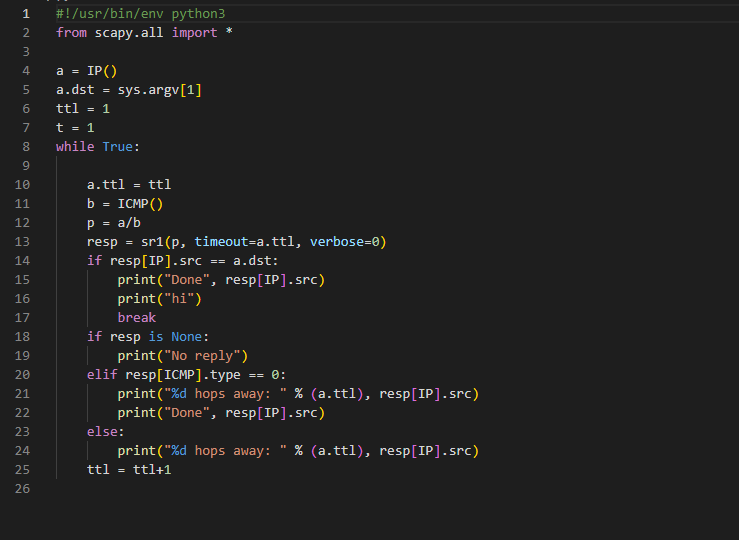 1 #!/usr/bin/env python3
2 from scapy.all import *
3
4 a = IP()
5 a.dst = sys.argv[1]
6 ttl = 1
7 t = 1
8 while True:
9
10     a.ttl = ttl
11     b = ICMP()
12     p = a/b
13     resp = sr1(p, timeout=a.ttl, verbose=0)
14     if resp[IP].src == a.dst:
15         print("Done", resp[IP].src)
16         print("hi")
17         break
18     if resp is None:
19         print("No reply")
20     elif resp[ICMP].type == 0:
21         print("%d hops away: " % (a.ttl), resp[IP].src)
22         print("Done", resp[IP].src)
23     else:
24         print("%d hops away: " % (a.ttl), resp[IP].src)
25     ttl = ttl+1
26